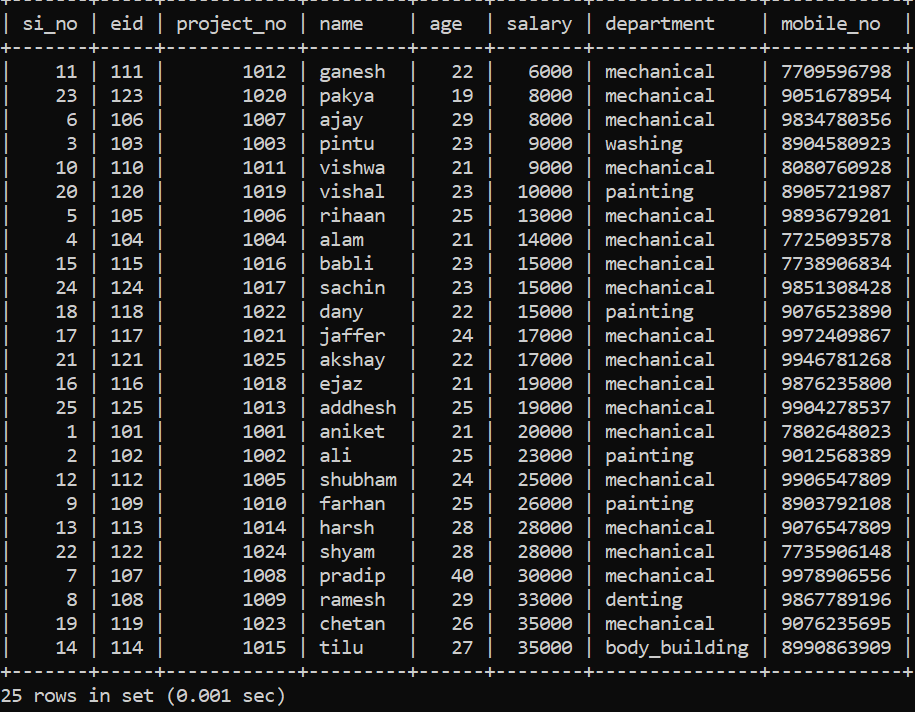 | si_no | eid | project_no | name    | age  | salary | department    | mobile_no  |
+-------+-----+------------+---------+------+--------+---------------+------------+
|    11 | 111 |       1012 | ganesh  |   22 |   6000 | mechanical    | 7709596798 |
|    23 | 123 |       1020 | pakya   |   19 |   8000 | mechanical    | 9051678954 |
|     6 | 106 |       1007 | ajay    |   29 |   8000 | mechanical    | 9834780356 |
|     3 | 103 |       1003 | pintu   |   23 |   9000 | washing       | 8904580923 |
|    10 | 110 |       1011 | vishwa  |   21 |   9000 | mechanical    | 8080760928 |
|    20 | 120 |       1019 | vishal  |   23 |  10000 | painting      | 8905721987 |
|     5 | 105 |       1006 | rihaan  |   25 |  13000 | mechanical    | 9893679201 |
|     4 | 104 |       1004 | alam    |   21 |  14000 | mechanical    | 7725093578 |
|    15 | 115 |       1016 | babli   |   23 |  15000 | mechanical    | 7738906834 |
|    24 | 124 |       1017 | sachin  |   23 |  15000 | mechanical    | 9851308428 |
|    18 | 118 |       1022 | dany    |   22 |  15000 | painting      | 9076523890 |
|    17 | 117 |       1021 | jaffer  |   24 |  17000 | mechanical    | 9972409867 |
|    21 | 121 |       1025 | akshay  |   22 |  17000 | mechanical    | 9946781268 |
|    16 | 116 |       1018 | ejaz    |   21 |  19000 | mechanical    | 9876235800 |
|    25 | 125 |       1013 | addhesh |   25 |  19000 | mechanical    | 9904278537 |
|     1 | 101 |       1001 | aniket  |   21 |  20000 | mechanical    | 7802648023 |
|     2 | 102 |       1002 | ali     |   25 |  23000 | painting      | 9012568389 |
|    12 | 112 |       1005 | shubham |   24 |  25000 | mechanical    | 9906547809 |
|     9 | 109 |       1010 | farhan  |   25 |  26000 | painting      | 8903792108 |
|    13 | 113 |       1014 | harsh   |   28 |  28000 | mechanical    | 9076547809 |
|    22 | 122 |       1024 | shyam   |   28 |  28000 | mechanical    | 7735906148 |
|     7 | 107 |       1008 | pradip  |   40 |  30000 | mechanical    | 9978906556 |
|     8 | 108 |       1009 | ramesh  |   29 |  33000 | denting       | 9867789196 |
|    19 | 119 |       1023 | chetan  |   26 |  35000 | mechanical    | 9076235695 |
|    14 | 114 |       1015 | tilu    |   27 |  35000 | body_building | 8990863909 |
+-------+-----+------------+---------+------+--------+---------------+------------+
25 rows in set (0.001 sec)